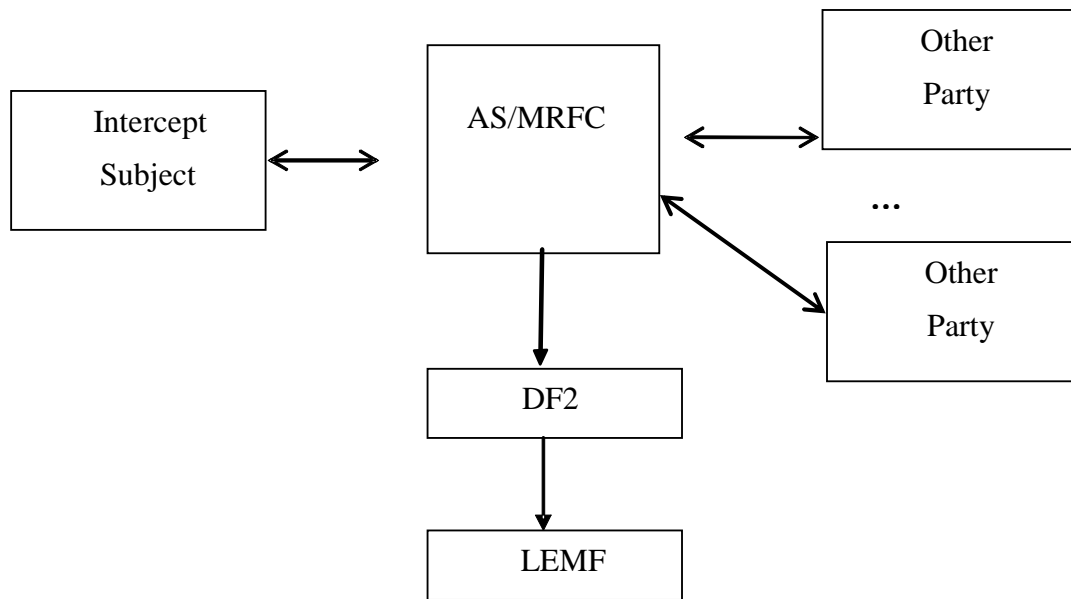 Intercept
Subject
AS/MRFC
Other
Party
...
Other
Party
DF2
LEMF